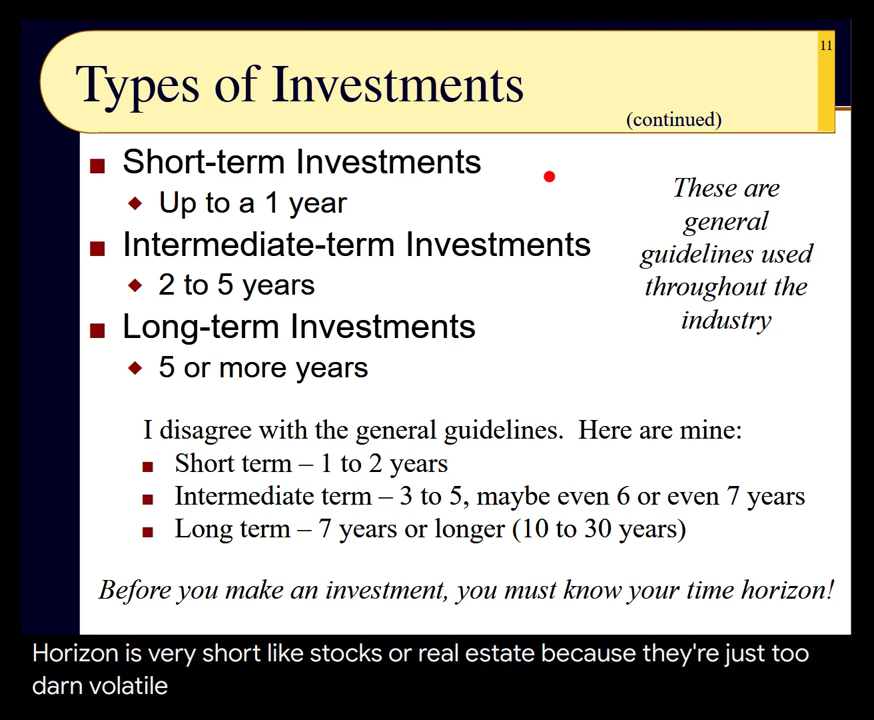 11
Types of Investments
(continued)
Short-term Investments
Up to a 1 year
Intermediate-term Investments
2 to 5 years
Long-term Investments
5 or more years
These are
general
guidelines used
throughout the
industry
I disagree with the general guidelines. Here are mine:
Short term – 1 to 2 years
Intermediate term – 3 to 5, maybe even 6 or even 7 years
Long term – 7 years or longer (10 to 30 years)
Before you make an investment, you must know your time horizon!
Horizon is very short like stocks or real estate because they're just too
darn volatile